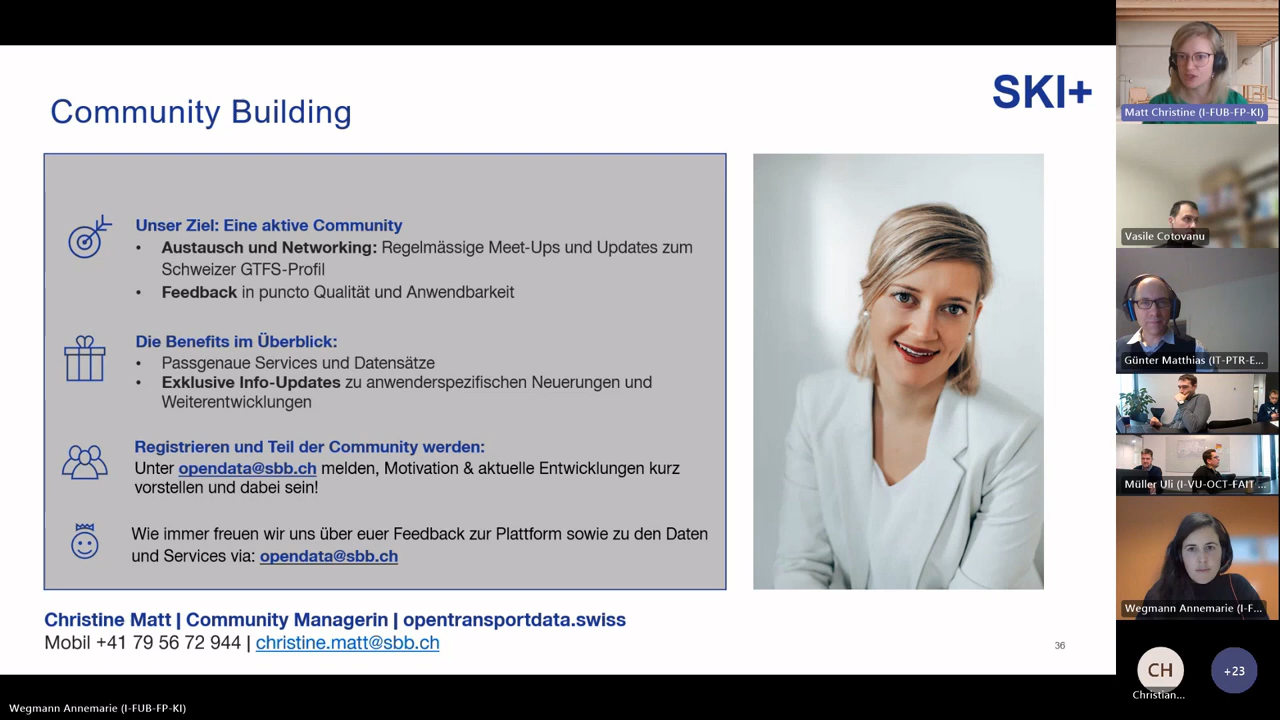 SKI+
Community Building
Unser Ziel: Eine aktive Community
• Austausch und Networking: Regelmässige Meet-Ups und Updates zum
Schweizer GTFS-Profil
• Feedback in puncto Qualität und Anwendbarkeit
Die Benefits im Überblick:
• Passgenaue Services und Datensätze
• Exklusive Info-Updates zu anwenderspezifischen Neuerungen und
Weiterentwicklungen
Registrieren und Teil der Community werden:
Unter opendata@sbb.ch melden, Motivation & aktuelle Entwicklungen kurz
vorstellen und dabei sein!
Wie immer freuen wir uns über euer Feedback zur Plattform sowie zu den Daten
und Services via: opendata@sbb.ch
Christine Matt | Community Managerin | opentransportdata.swiss
Mobil +41 79 56 72 944 | christine.matt@sbb.ch
36
Matt Christine (I-FUB-FP-KI)
Vasile Cotovanu
Günter Matthias (IT-PTR-E...
Müller Uli (I-VU-OCT-FAIT ...
Wegmann Annemarie (I-F...
CH
Christian...
+23
Wegmann Annemarie (I-FUB-FP-KI)